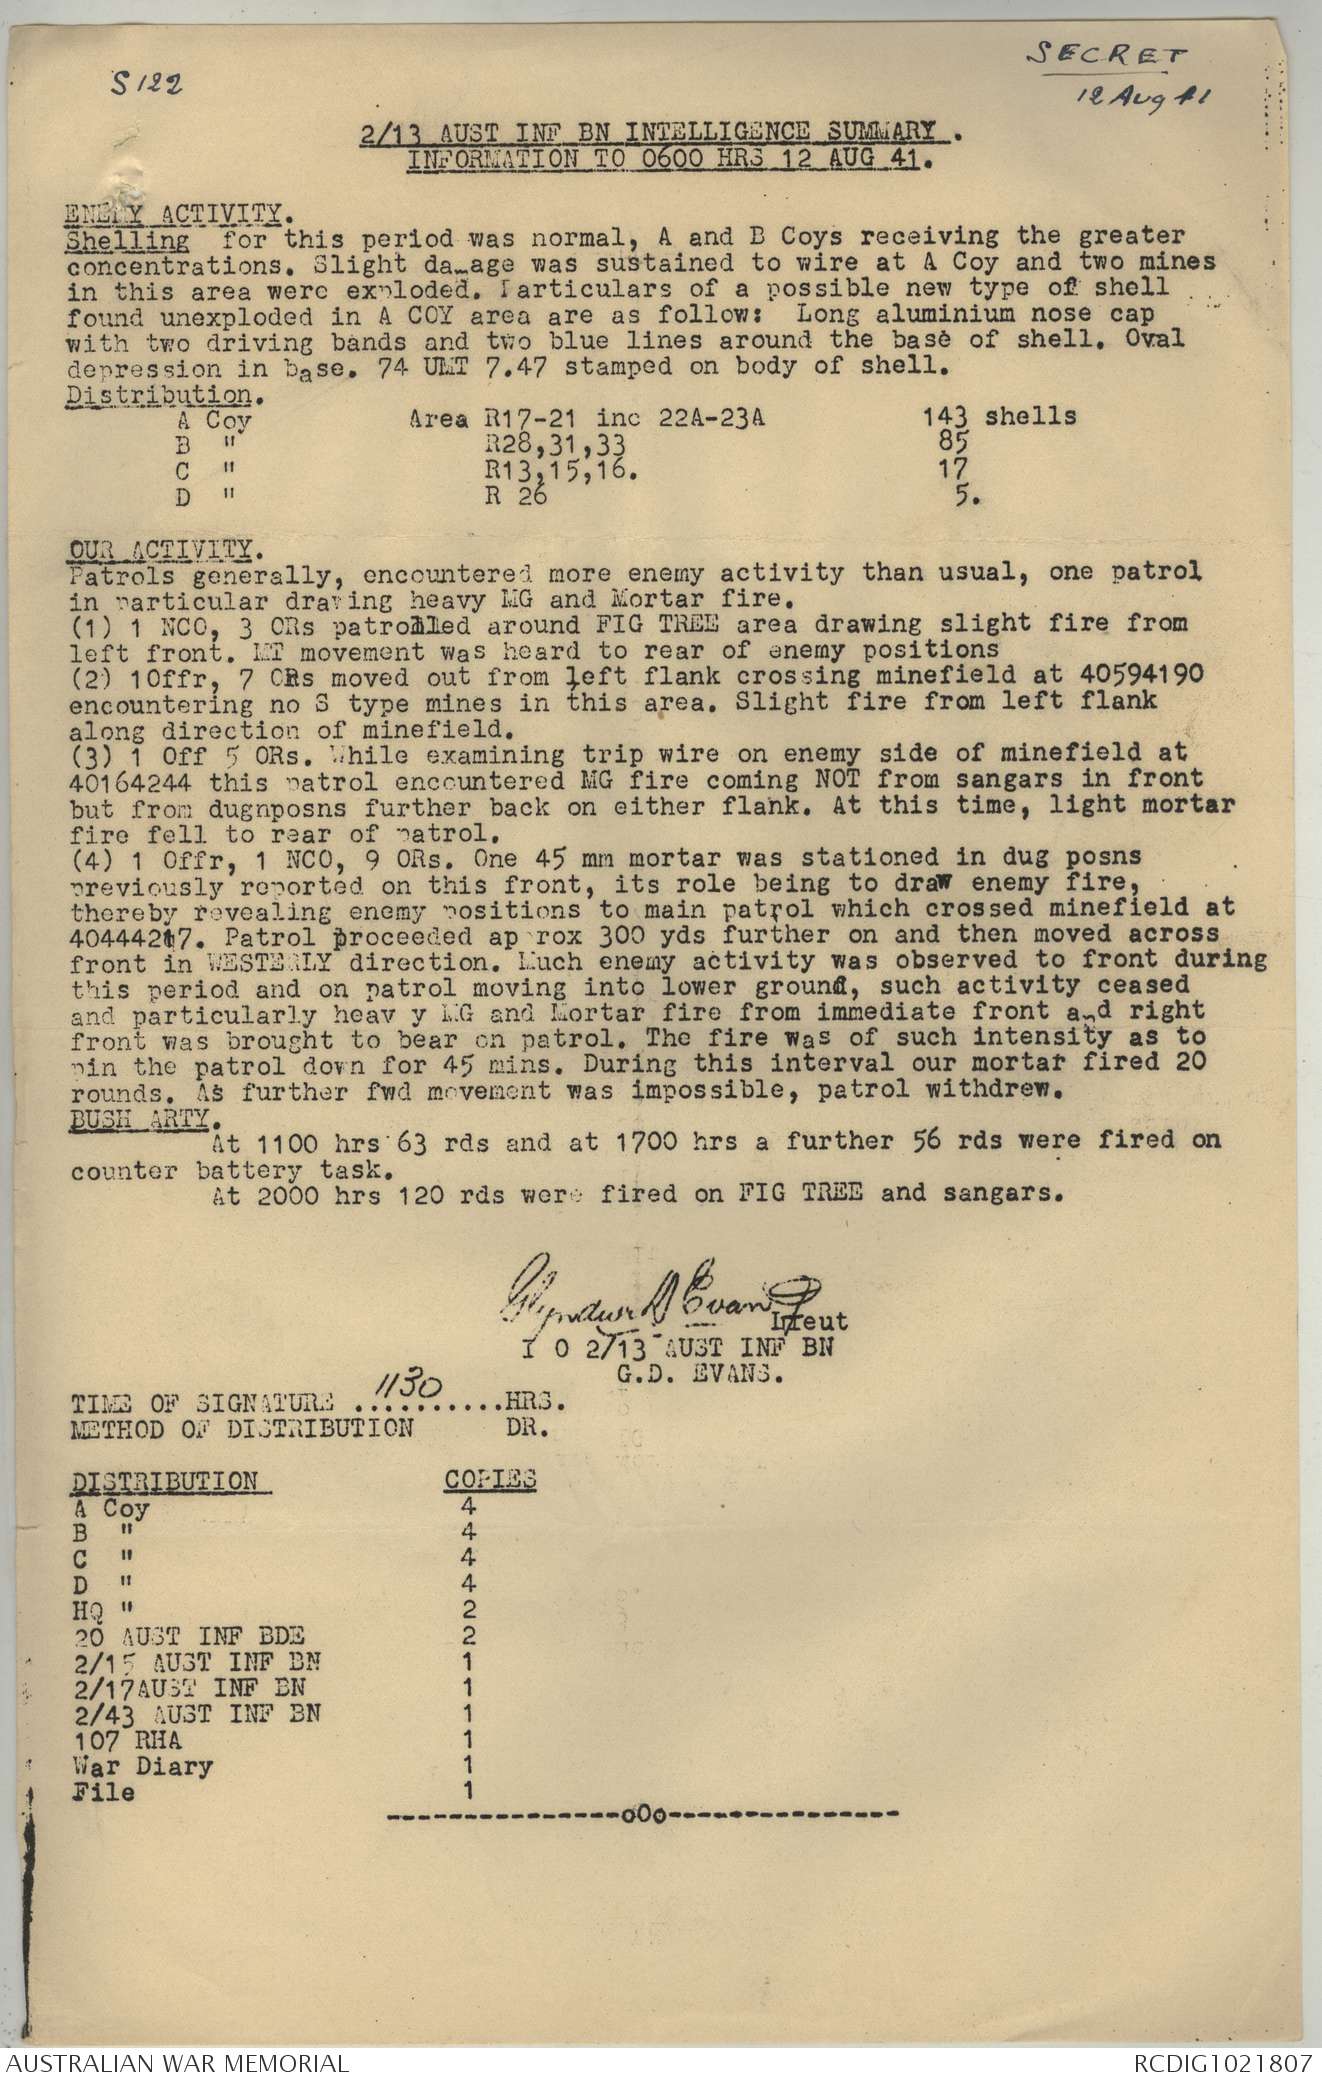 S122
SECRET
12 Aug 41
2/13 AUST INF BN INTELLIGENCE SUMMARY .
INFORMATION TO 0600 HRS 12 AUG 41.
ENEMY ACTIVITY.
Shelling for this period was normal, A and B Coys receiving the greater
concentrations. Slight damage was sustained to wire at A Coy and two mines
in this area were exploded. Particulars of a possible new type of shell
found unexploded in A COY area are as follow: Long aluminium nose cap
with two driving bands and two blue lines around the base of shell. Oval
depression in base. 74 UMT 7.47 stamped on body of shell.
Distribution.
A Coy Area R17-21 inc 22A-23A 143 shells
B " R28,31,33 85
C " R13,15,16. 17
D " R 26 5.
OUR ACTIVITY.
Patrols generally, encountered more enemy activity than usual, one patrol
in particular drawing heavy MG and Mortar fire.
(1) 1 NCO, 3 ORs patrolled around FIG TREE area drawing slight fire from
left front. MT movement was heard to rear of enemy positions
(2) 1Offr, 7 ORs moved out from left flank crossing minefield at 40594190
encountering no S type mines in this area. Slight fire from left flank
along direction of minefield.
(3) 1 Off 5 ORs. While examining trip wire on enemy side of minefield at
40164244 this patrol encountered MG fire coming NOT from sangars in front
but from dugnposns further back on either flank. At this time, light mortar
fire fell to rear of patrol.
(4) 1 Offr, 1 NCO, 9 ORs. One 45 mm mortar was stationed in dug posns
previously reported on this front, its role being to draw enemy fire,
thereby revealing enemy positions to main patrol which crossed minefield at
40444217. Patrol proceeded ap rox 300 yds further on and then moved across
front in WESTERLY direction. Much enemy activity was observed to front during
this period and on patrol moving into lower ground, such activity ceased
and particularly heav y MG and Mortar fire from immediate front and right
front was brought to bear on patrol. The fire was of such intensity as to
pin the patrol down for 45 mins. During this interval our mortar fired 20
rounds. As further fwd movement was impossible, patrol withdrew.
BUSH ARTY.
At 1100 hrs 63 rds and at 1700 hrs a further 56 rds were fired on
counter battery task.
At 2000 hrs 120 rds were fired on FIG TREE and sangars.
Glyndwr D Evans
Lieut
I O 2/13 AUST INF BN
G.D. EVANS.
TIME OF SIGNATURE ...1130.......HRS.
METHOD OF DISTRIBUTION DR.
DISTRIBUTION COPIES
A Coy 4
B " 4
C " 4
D " 4
HQ " 2
20 AUST INF BDE 2
2/15 AUST INF BN 1
2/17AUST INF BN 1
2/43 AUST INF BN 1
107 RHA 1
War Diary 1
File 1
---------------oOo---------------
AUSTRALIAN WAR MEMORIAL RCDIG1021807